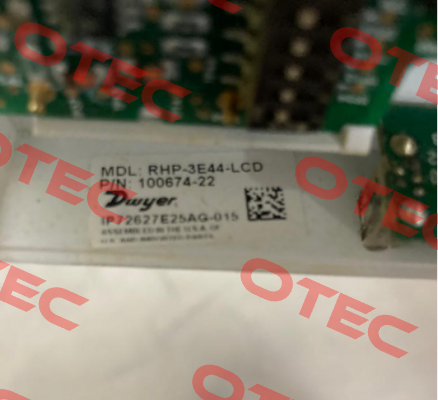 MDL: RHP-3E44-LCD
P/N: 100674-22
Dwyer
IP72627E25AG-015
ASSEMBLED IN THE U.S.A. OF
OTEC
OTEC
OTEC
OTEC
OTEC
OTEC
OTEC